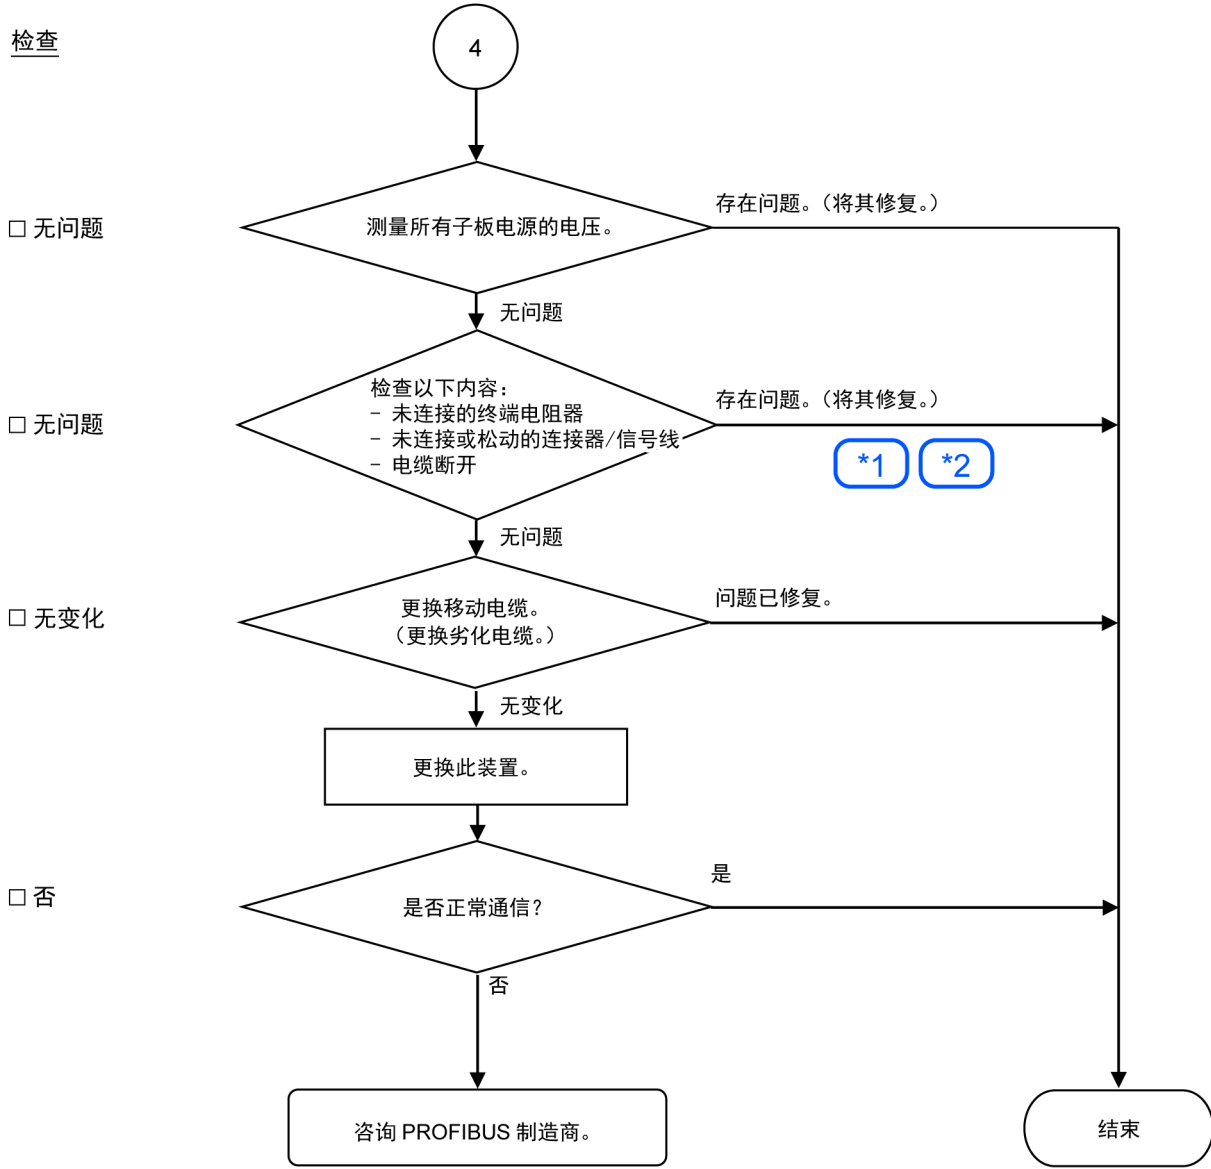 检查
4
□ 无问题
测量所有子板电源的电压。
存在问题。（将其修复。）
无问题
□ 无问题
检查以下内容：
- 未连接的终端电阻器
- 未连接或松动的连接器/信号线
- 电缆断开
存在问题。（将其修复。）
*1 *2
无问题
□ 无变化
更换移动电缆。
（更换劣化电缆。）
问题已修复。
无变化
更换此装置。
□ 否
是否正常通信？
是
否
咨询 PROFIBUS 制造商。
结束